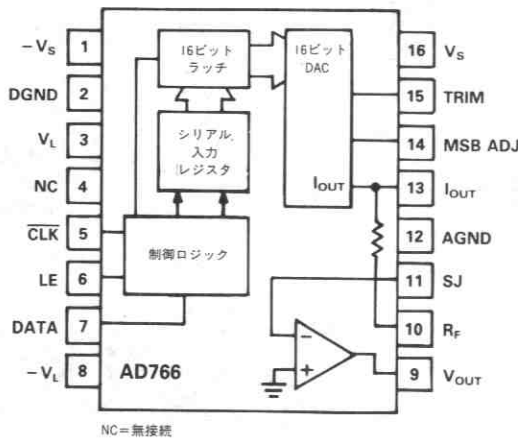 −VS 1
DGND 2
VL 3
NC 4
CLK 5
LE 6
DATA 7
−VL 8
16ビット
ラッチ
シリアル
入力
レジスタ
制御ロジック
16ビット
DAC
IOUT
AD766
16 VS
15 TRIM
14 MSB ADJ
13 IOUT
12 AGND
11 SJ
10 RF
9 VOUT
−
+
NC=無接続